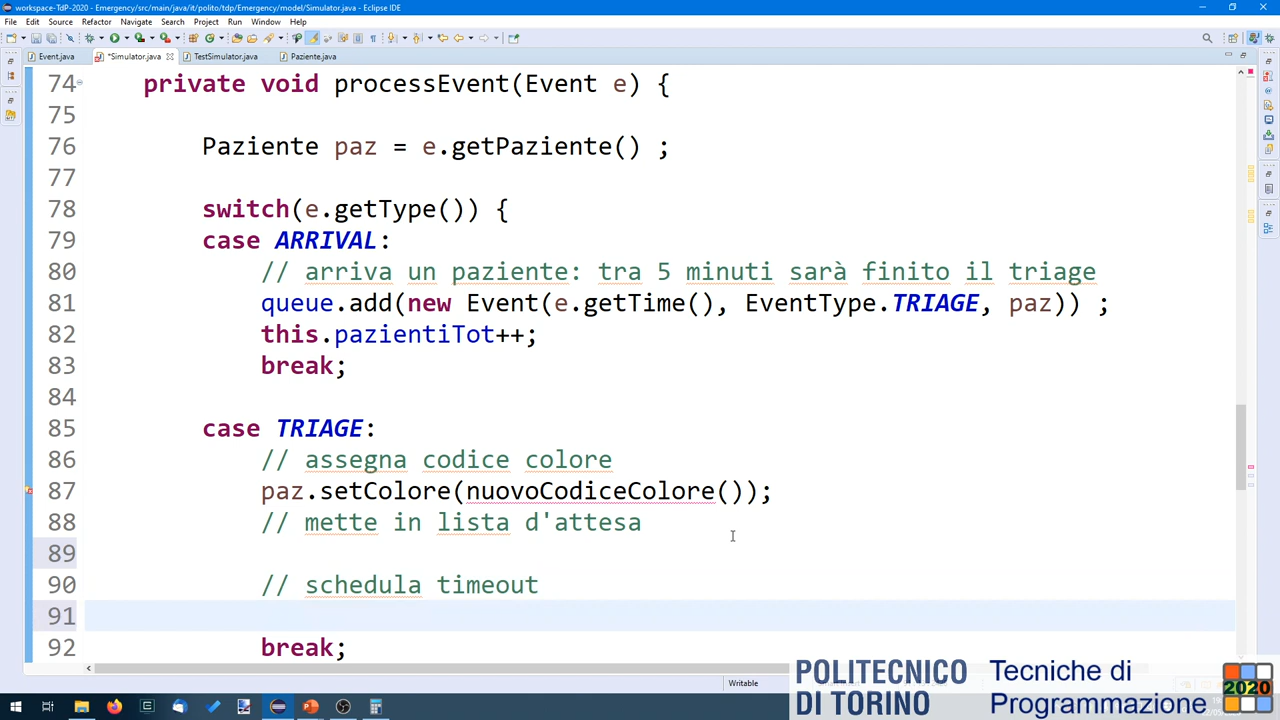 workspace-TdP-2020 - Emergency/src/main/java/it/polito/tdp/Emergency/model/Simulator.java - Eclipse IDE
File Edit Source Refactor Navigate Search Project Run Window Help
Event.java *Simulator.java TestSimulator.java Paziente.java
74 private void processEvent(Event e) {
75
76 Paziente paz = e.getPaziente() ;
77
78 switch(e.getType()) {
79 case ARRIVAL:
80 // arriva un paziente: tra 5 minuti sarà finito il triage
81 queue.add(new Event(e.getTime(), EventType.TRIAGE, paz)) ;
82 this.pazientiTot++;
83 break;
84
85 case TRIAGE:
86 // assegna codice colore
87 paz.setColore(nuovoCodiceColore());
88 // mette in lista d'attesa
89
90 // schedula timeout
91
92 break;
Writable
POLITECNICO
DI TORINO
Tecniche di
Programmazione
2020